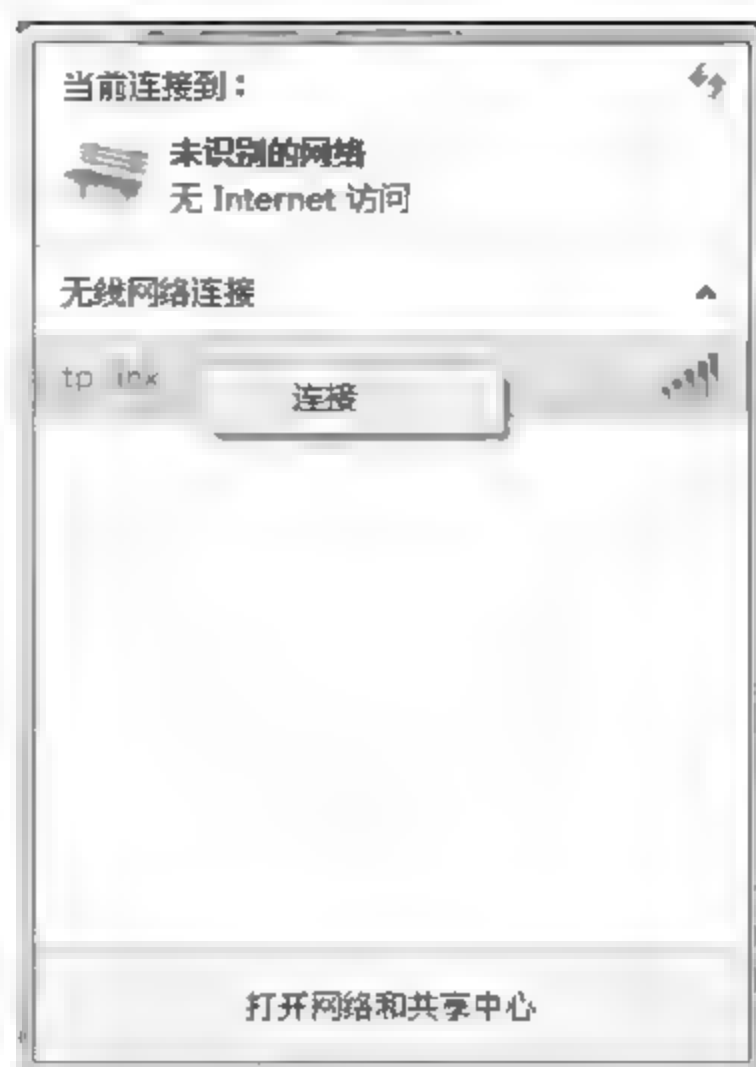 当前连接到：
未识别的网络
无 Internet 访问
无线网络连接
tp
连接
打开网络和共享中心